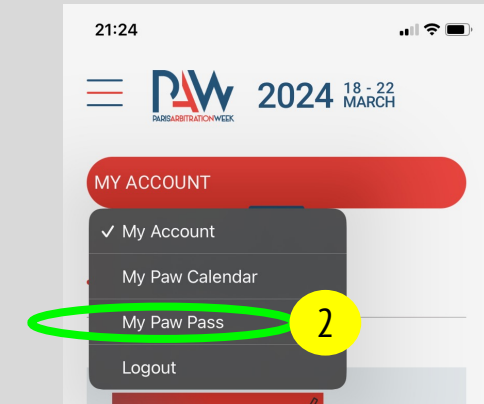 21:24
PAW
PARISARBITRATIONWEEK
2024 18 - 22
MARCH
MY ACCOUNT
✓ My Account
My Paw Calendar
My Paw Pass
2
Logout